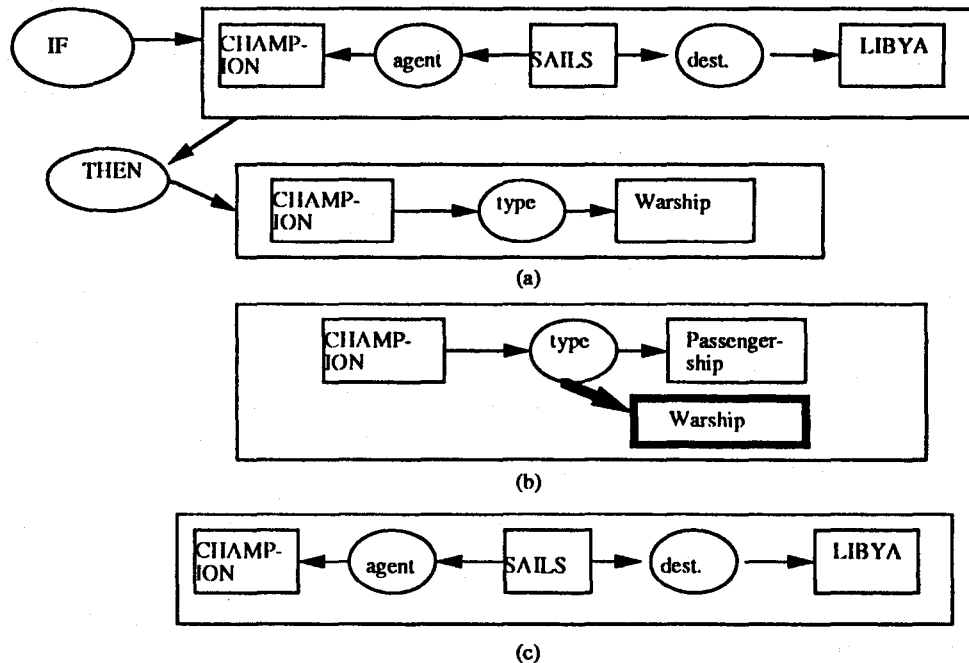 IF
CHAMP-
ION
agent
SAILS
dest.
LIBYA
THEN
CHAMP-
ION
type
Warship
(a)
CHAMP-
ION
type
Passenger-
ship
Warship
(b)
CHAMP-
ION
agent
SAILS
dest.
LIBYA
(c)